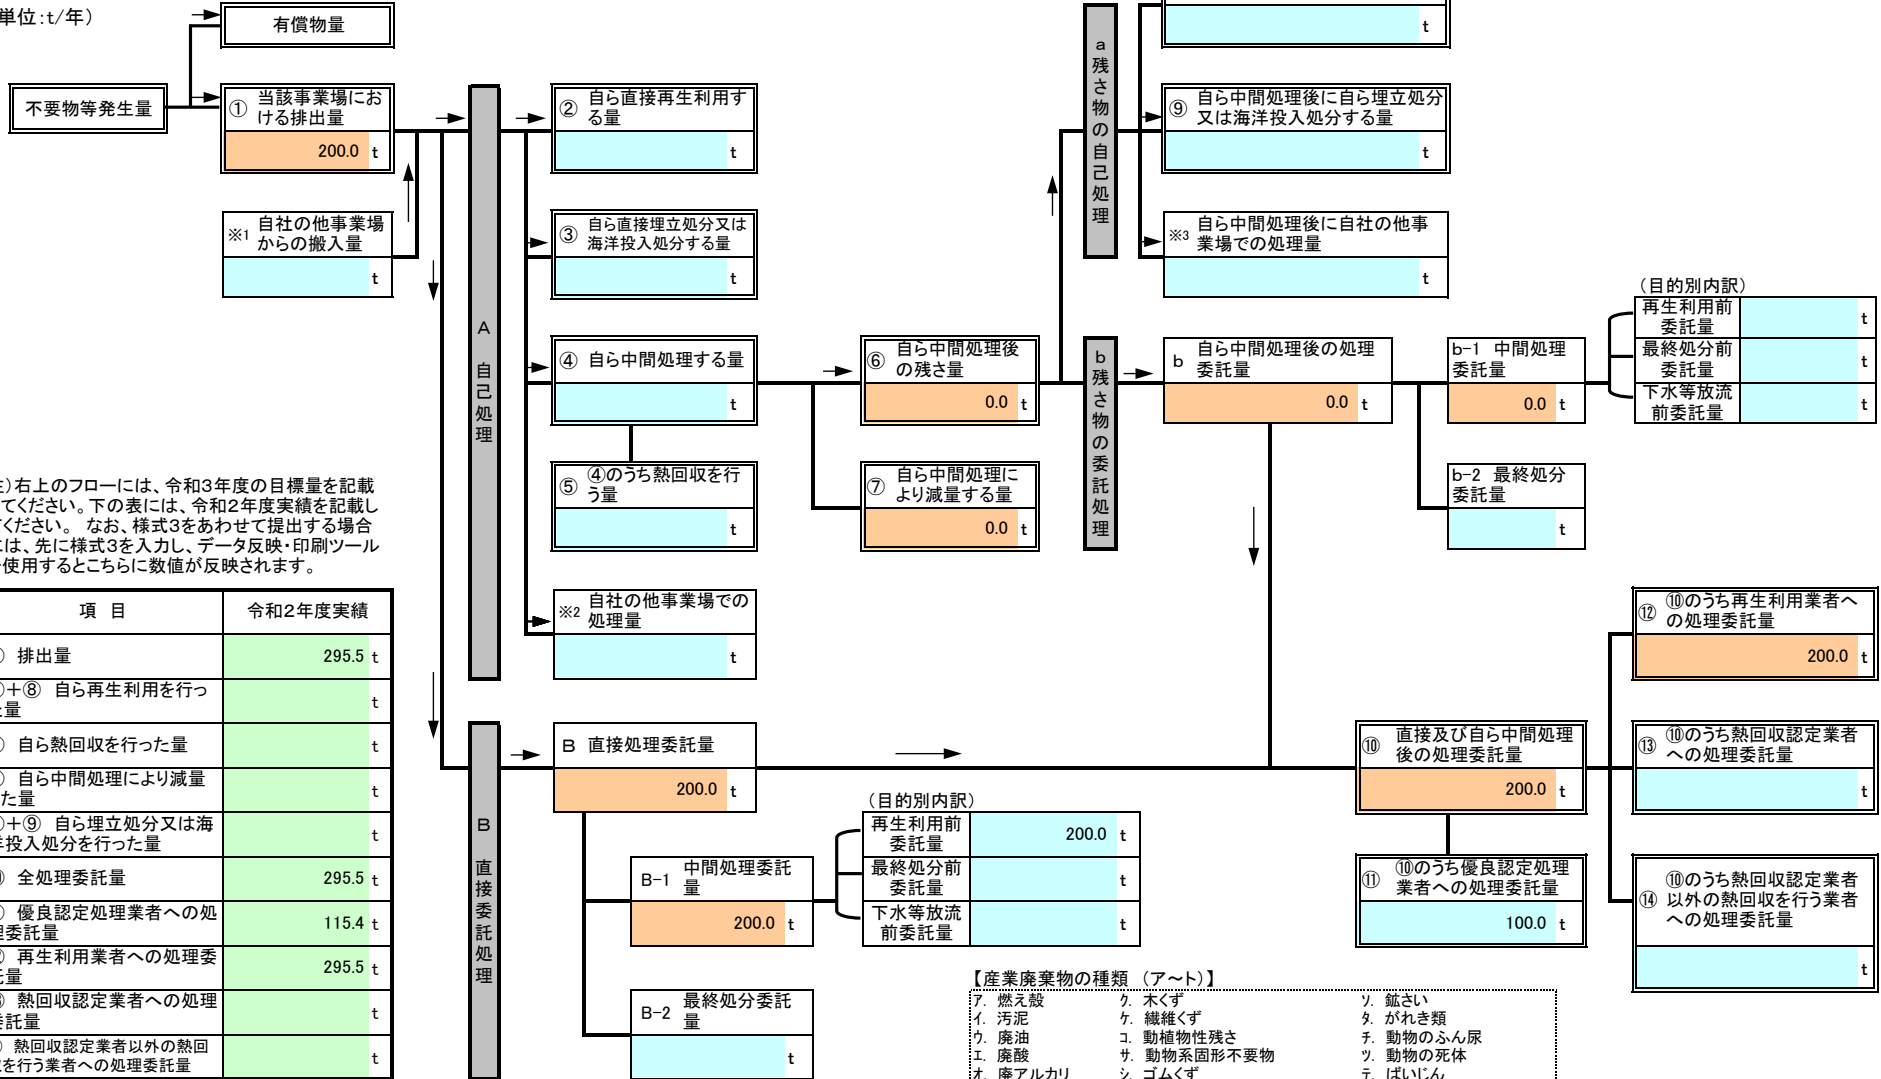 単位:t/年）
有償物量
不要物等発生量
① 当該事業場にお
ける排出量
200.0 t
※1 自社の他事業場
からの搬入量
t
A 自己処理
② 自ら直接再生利用す
る量
t
③ 自ら直接埋立処分又は
海洋投入処分する量
t
④ 自ら中間処理する量
t
⑤ ④のうち熱回収を行
う量
t
※2 自社の他事業場での
処理量
t
⑥ 自ら中間処理後
の残さ量
0.0 t
⑦ 自ら中間処理に
より減量する量
0.0 t
a 残さ物の自己処理
t
⑨ 自ら中間処理後に自ら埋立処分
又は海洋投入処分する量
t
※3 自ら中間処理後に自社の他事
業場での処理量
t
b 残さ物の委託処理
b 自ら中間処理後の処理
委託量
0.0 t
b-1 中間処理
委託量
0.0 t
b-2 最終処分
委託量
t
（目的別内訳）
再生利用前
委託量
t
最終処分前
委託量
t
下水等放流
前委託量
t
）右上のフローには、令和3年度の目標量を記載
てください。下の表には、令和2年度実績を記載し
ください。 なお、様式3をあわせて提出する場合
は、先に様式3を入力し、データ反映・印刷ツール
使用するとこちらに数値が反映されます。
項 目 令和2年度実績
排出量 295.5 t
＋⑧ 自ら再生利用を行っ
量
t
自ら熱回収を行った量 t
自ら中間処理により減量
た量
t
＋⑨ 自ら埋立処分又は海
投入処分を行った量
t
全処理委託量 295.5 t
優良認定処理業者への処
委託量
115.4 t
再生利用業者への処理委
量
295.5 t
熱回収認定業者への処理
託量
t
熱回収認定業者以外の熱回
を行う業者への処理委託量
t
B 直接委託処理
B 直接処理委託量
200.0 t
B-1 中間処理委託
量
200.0 t
B-2 最終処分委託
量
t
（目的別内訳）
再生利用前
委託量
200.0 t
最終処分前
委託量
t
下水等放流
前委託量
t
⑩ 直接及び自ら中間処理
後の処理委託量
200.0 t
⑪ ⑩のうち優良認定処理
業者への処理委託量
100.0 t
⑫ ⑩のうち再生利用業者へ
の処理委託量
200.0 t
⑬ ⑩のうち熱回収認定業者
への処理委託量
t
⑭ ⑩のうち熱回収認定業者
以外の熱回収を行う業者
への処理委託量
t
【産業廃棄物の種類 （ア～ト）】
ア. 燃え殻 ク. 木くず ソ. 鉱さい
イ. 汚泥 ケ. 繊維くず タ. がれき類
ウ. 廃油 コ. 動植物性残さ チ. 動物のふん尿
エ. 廃酸 サ. 動物系固形不要物 ツ. 動物の死体
オ. 廃アルカリ シ. ゴムくず テ. ばいじん